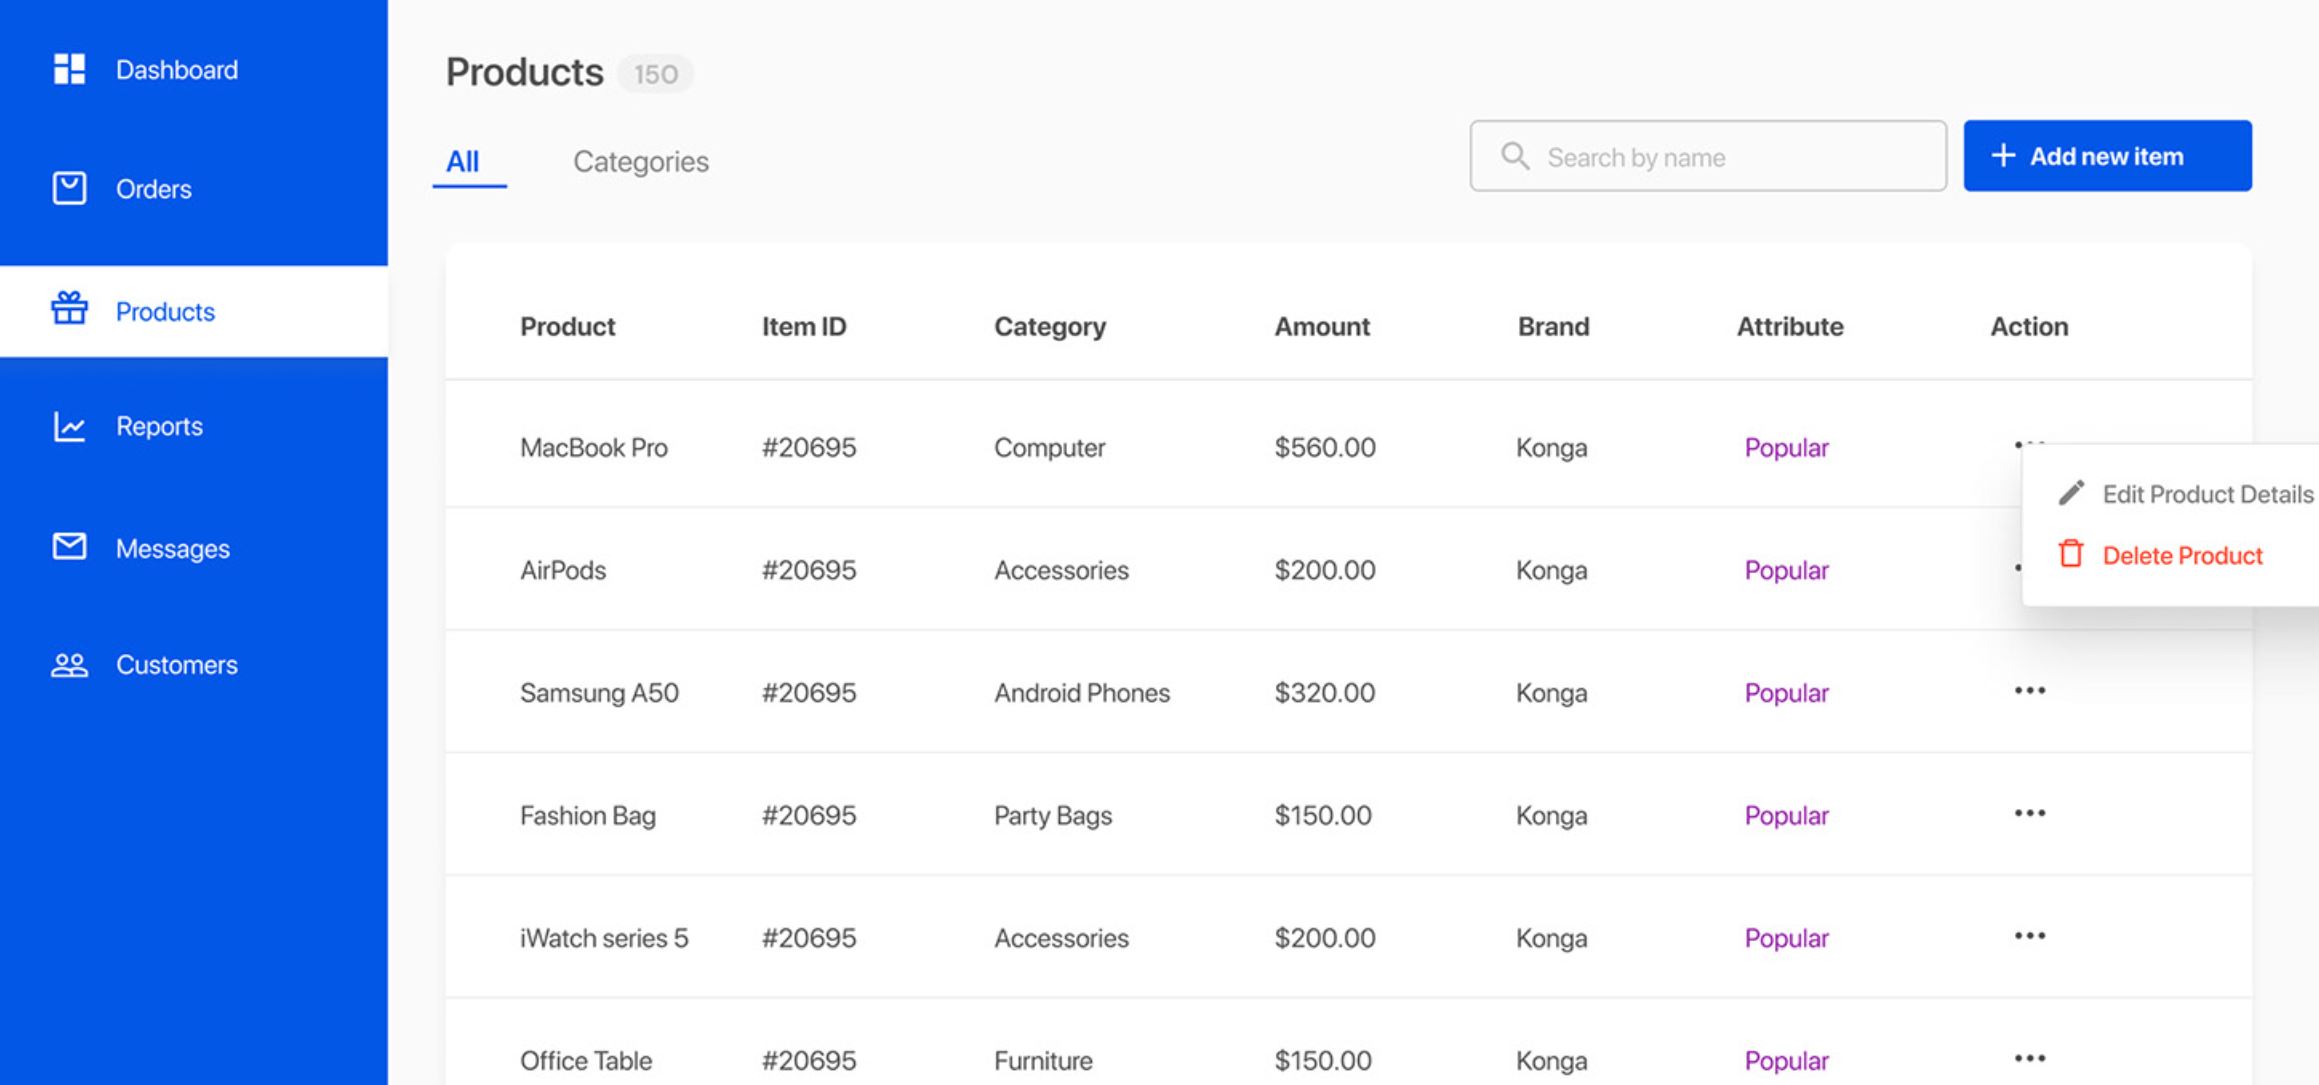 Dashboard
Orders
Products
Reports
Messages
Customers
Products 150
All Categories
Search by name
+ Add new item
Product Item ID Category Amount Brand Attribute Action
MacBook Pro #20695 Computer $560.00 Konga Popular
Edit Product Details
Delete Product
AirPods #20695 Accessories $200.00 Konga Popular
Samsung A50 #20695 Android Phones $320.00 Konga Popular
Fashion Bag #20695 Party Bags $150.00 Konga Popular
iWatch series 5 #20695 Accessories $200.00 Konga Popular
Office Table #20695 Furniture $150.00 Konga Popular